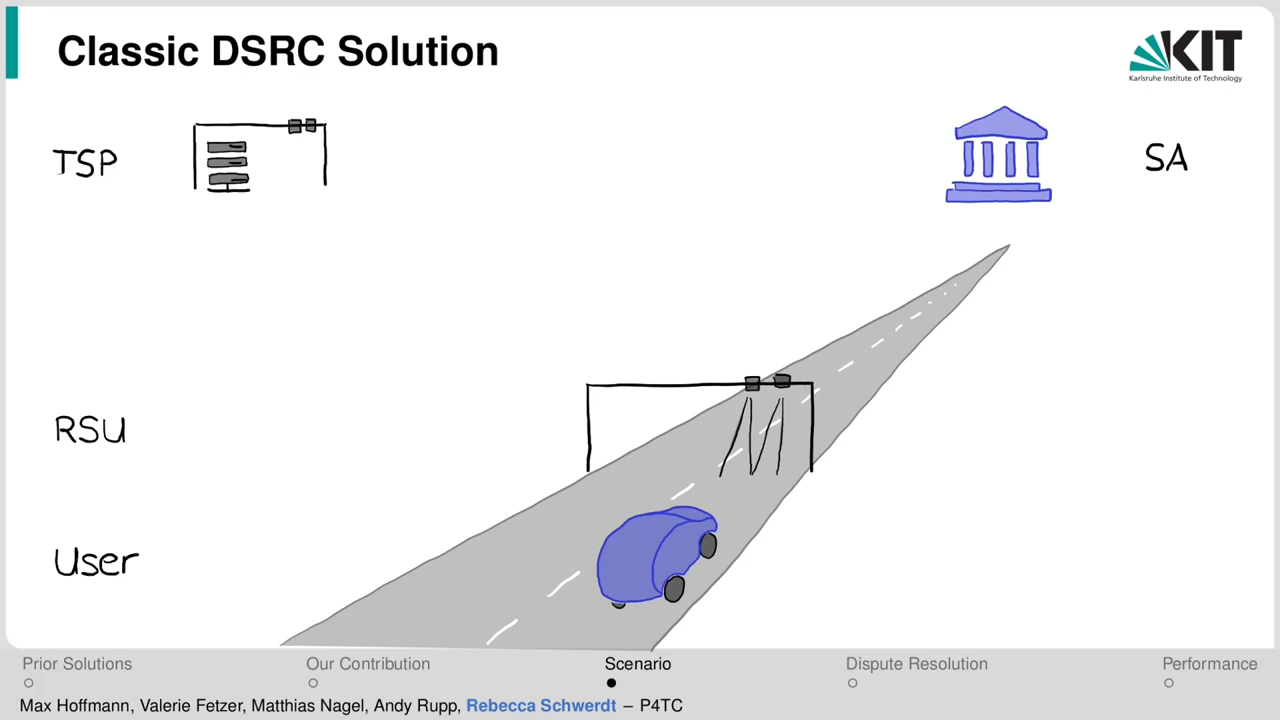 Classic DSRC Solution
KIT
Karlsruhe Institute of Technology
TSP
SA
RSU
User
Prior Solutions
Our Contribution
Scenario
Dispute Resolution
Performance
Max Hoffmann, Valerie Fetzer, Matthias Nagel, Andy Rupp, Rebecca Schwerdt – P4TC